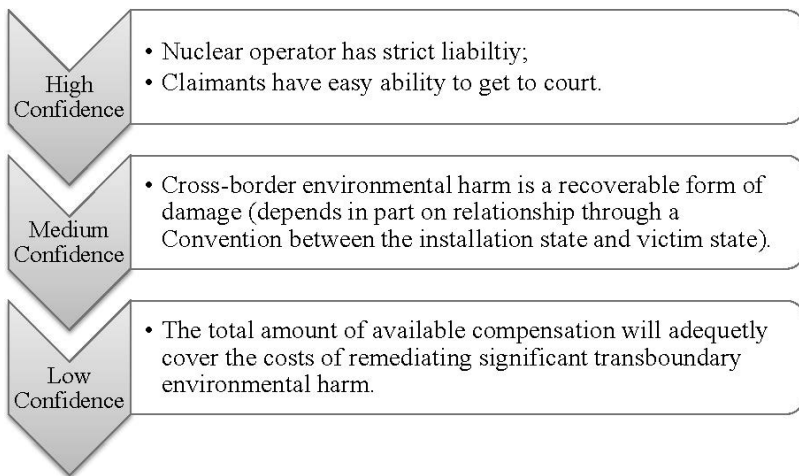 High
Confidence
• Nuclear operator has strict liabiltiy;
• Claimants have easy ability to get to court.
Medium
Confidence
• Cross-border environmental harm is a recoverable form of
damage (depends in part on relationship through a
Convention between the installation state and victim state).
Low
Confidence
• The total amount of available compensation will adequetly
cover the costs of remediating significant transboundary
environmental harm.